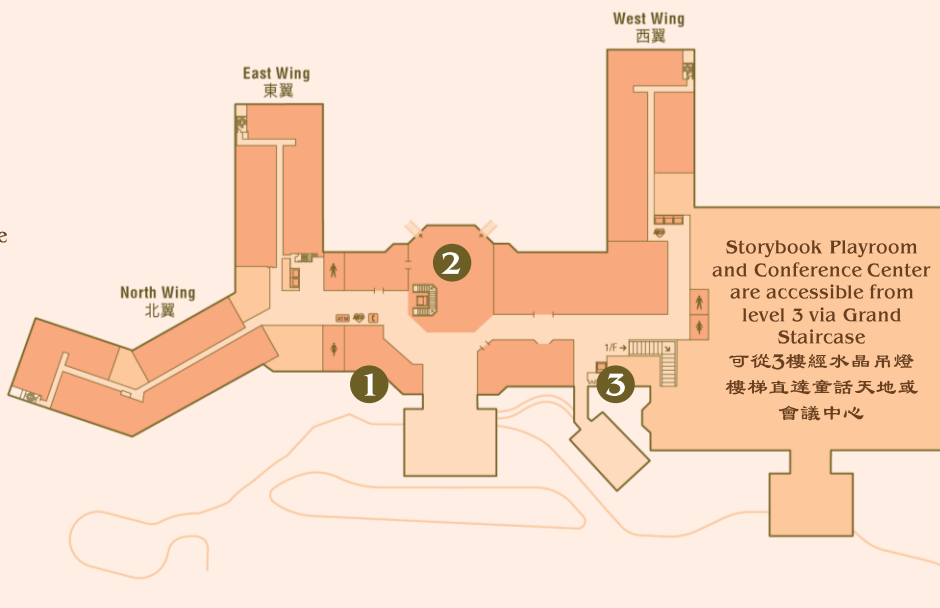 West Wing
西翼
East Wing
東翼
e
2
Storybook Playroom
and Conference Center
are accessible from
level 3 via Grand
Staircase
可從3樓經水晶吊燈
樓梯直達童話天地或
會議中心
North Wing
北翼
ATM
1/F →
1
3